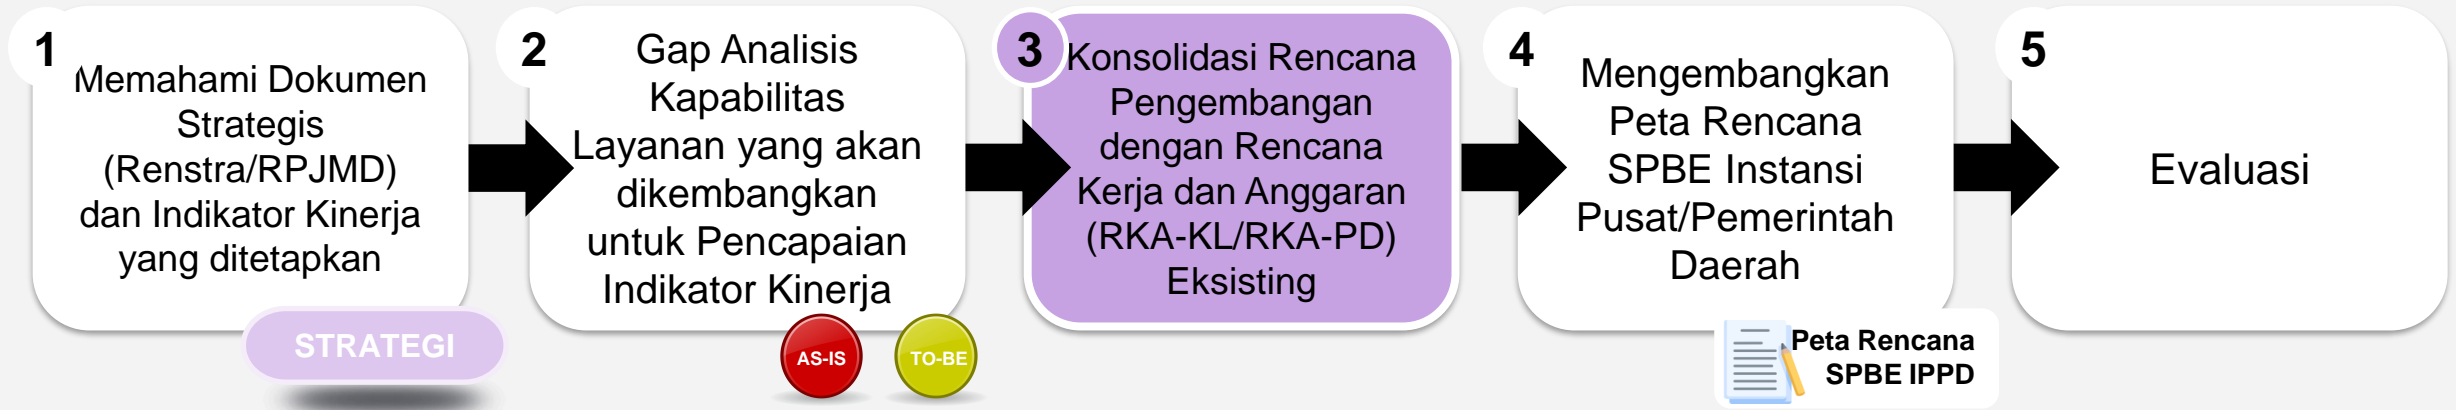 1
Memahami Dokumen
Strategis
(Renstra/RPJMD)
dan Indikator Kinerja
yang ditetapkan
STRATEGI
2
Gap Analisis
Kapabilitas
Layanan yang akan
dikembangkan
untuk Pencapaian
Indikator Kinerja
AS-IS
TO-BE
3
Konsolidasi Rencana
Pengembangan
dengan Rencana
Kerja dan Anggaran
(RKA-KL/RKA-PD)
Eksisting
4
Mengembangkan
Peta Rencana
SPBE Instansi
Pusat/Pemerintah
Daerah
Peta Rencana
SPBE IPPD
5
Evaluasi